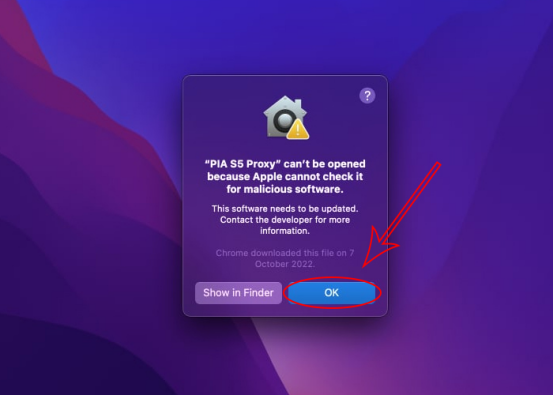 ?
“PIA S5 Proxy” can’t be opened
because Apple cannot check it
for malicious software.
This software needs to be updated.
Contact the developer for more
information.
Chrome downloaded this file on 7
October 2022.
Show in Finder
OK